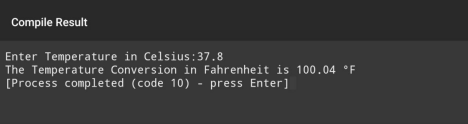 Compile Result
Enter Temperature in Celsius:37.8
The Temperature Conversion in Fahrenheit is 100.04 °F
[Process completed (code 10) - press Enter]